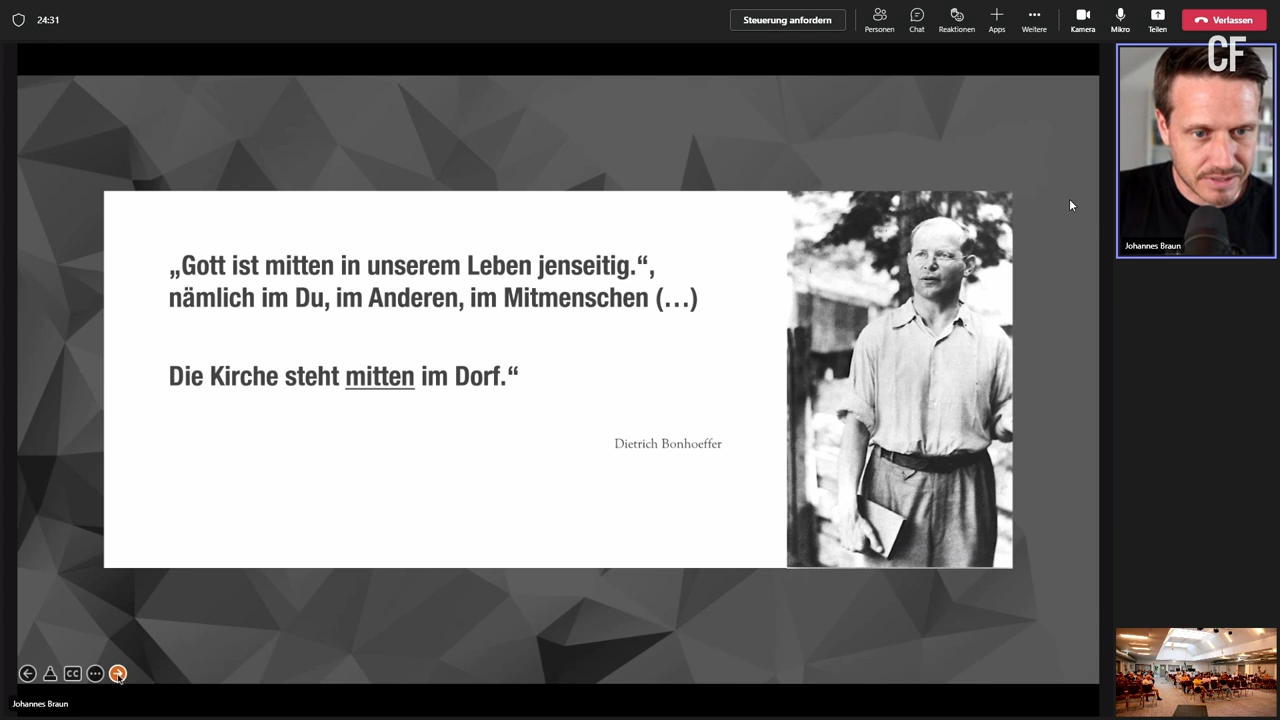 24:31
Steuerung anfordern
Personen
Chat
Reaktionen
Apps
Weitere
Kamera
Mikro
Teilen
Verlassen
CF
„Gott ist mitten in unserem Leben jenseitig.“,
nämlich im Du, im Anderen, im Mitmenschen (…)
Die Kirche steht mitten im Dorf.“
Dietrich Bonhoeffer
Johannes Braun
CC
Johannes Braun